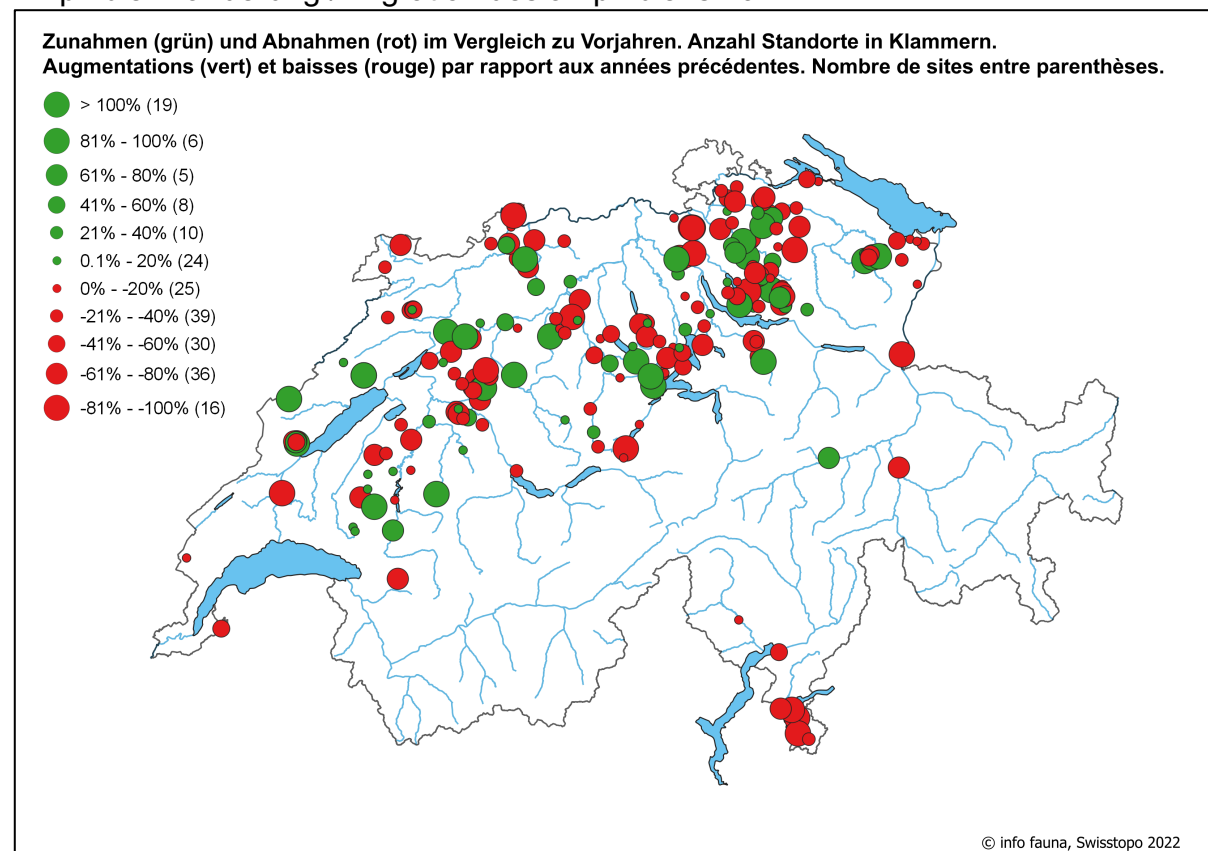 Zunahmen (grün) und Abnahmen (rot) im Vergleich zu Vorjahren. Anzahl Standorte in Klammern.
Augmentations (vert) et baisses (rouge) par rapport aux années précédentes. Nombre de sites entre parenthèses.
> 100% (19)
81% - 100% (6)
61% - 80% (5)
41% - 60% (8)
21% - 40% (10)
0.1% - 20% (24)
0% - -20% (25)
-21% - -40% (39)
-41% - -60% (30)
-61% - -80% (36)
-81% - -100% (16)
© info fauna, Swisstopo 2022